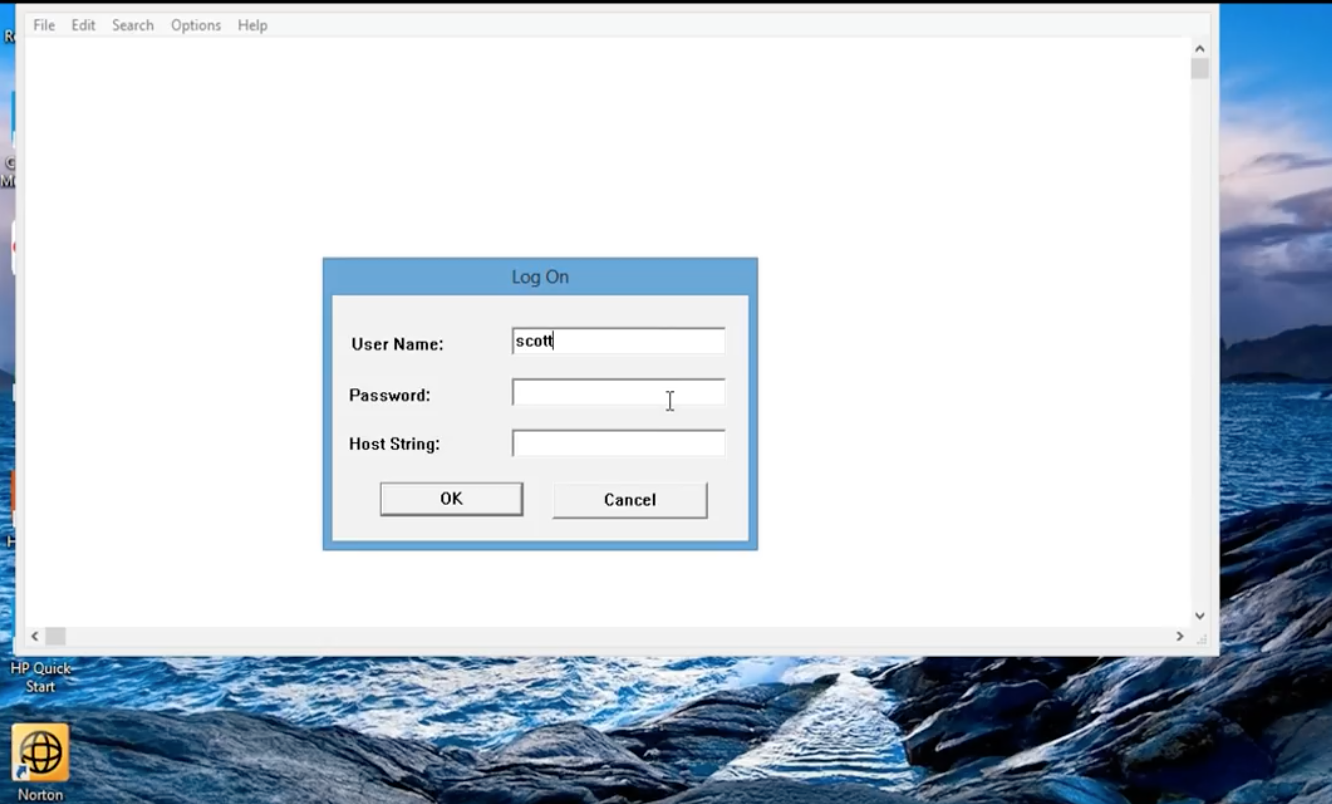 File Edit Search Options Help
Log On
User Name: scott
Password:
Host String:
OK Cancel
HP Quick
Start
Norton